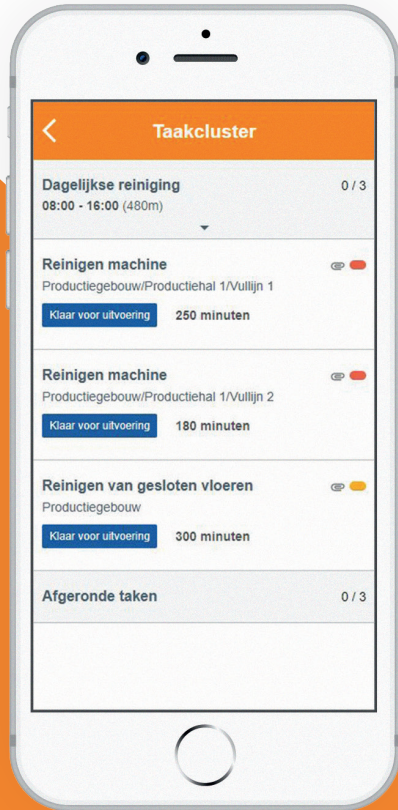 Taakcluster
Dagelijkse reiniging 0 / 3
08:00 - 16:00 (480m)
Reinigen machine
Productiegebouw/Productiehal 1/Vullijn 1
Klaar voor uitvoering 250 minuten
Reinigen machine
Productiegebouw/Productiehal 1/Vullijn 2
Klaar voor uitvoering 180 minuten
Reinigen van gesloten vloeren
Productiegebouw
Klaar voor uitvoering 300 minuten
Afgeronde taken 0 / 3